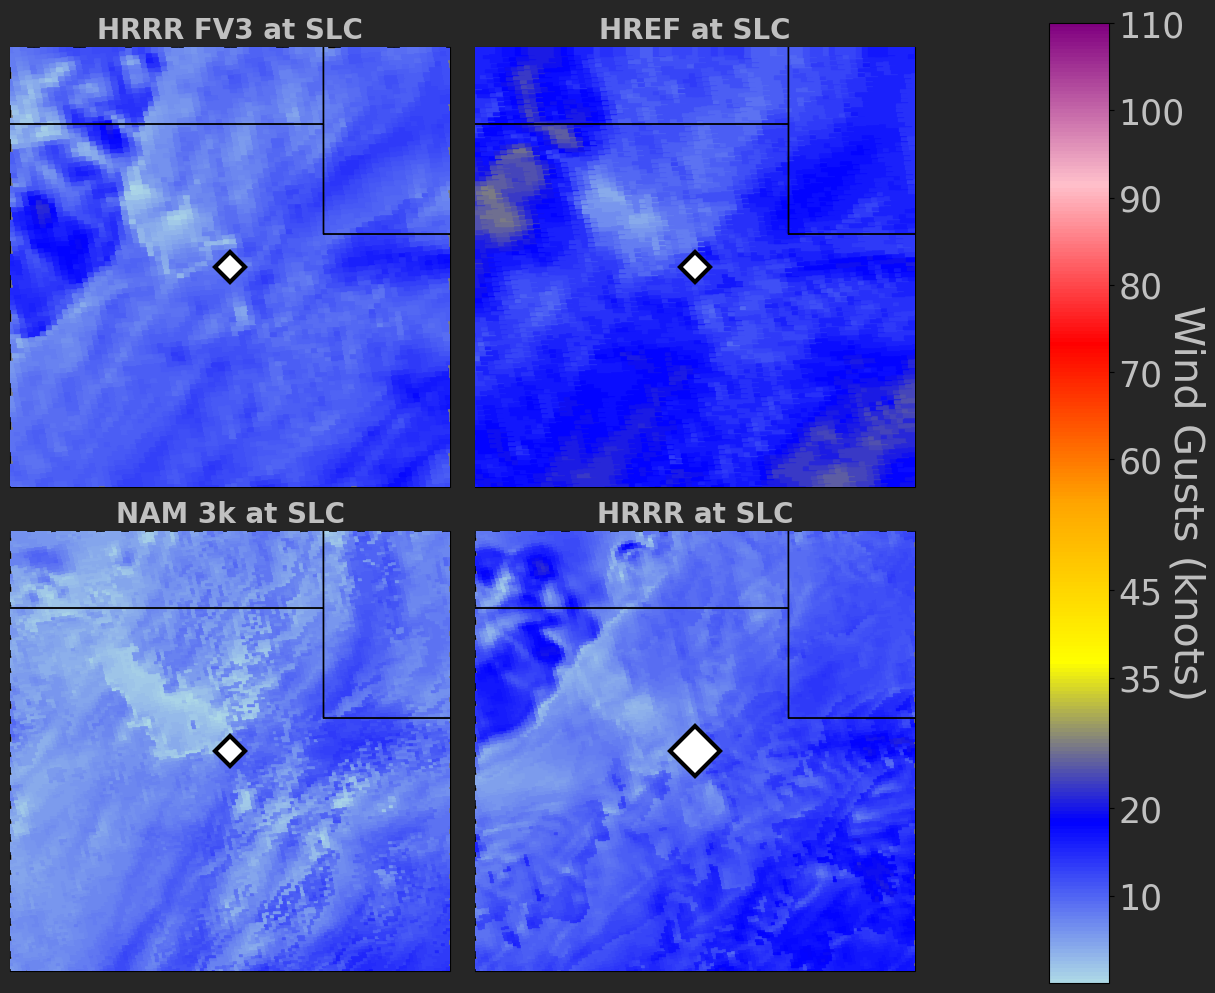 HRRR FV3 at SLC
HREF at SLC
NAM 3k at SLC
HRRR at SLC
110
100
90
80
70
60
45
35
20
10
Wind Gusts (knots)